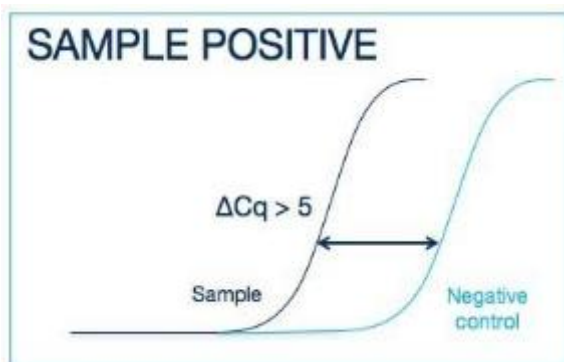 SAMPLE POSITIVE
ΔCq > 5
Sample
Negative
control